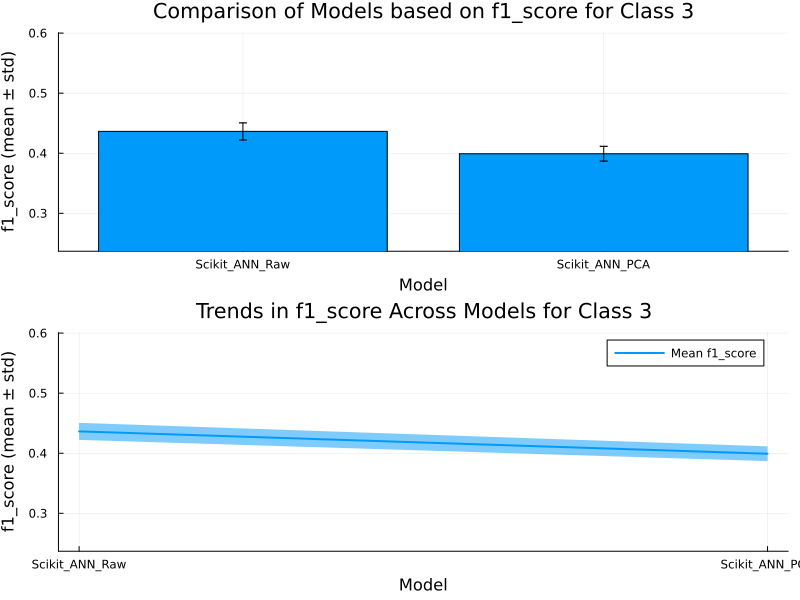 Comparison of Models based on f1_score for Class 3
f1_score (mean ± std)
0.6
0.5
0.4
0.3
Scikit_ANN_Raw Scikit_ANN_PCA
Model
Trends in f1_score Across Models for Class 3
f1_score (mean ± std)
0.6
Mean f1_score
0.5
0.4
0.3
Scikit_ANN_Raw Scikit_ANN_PC
Model